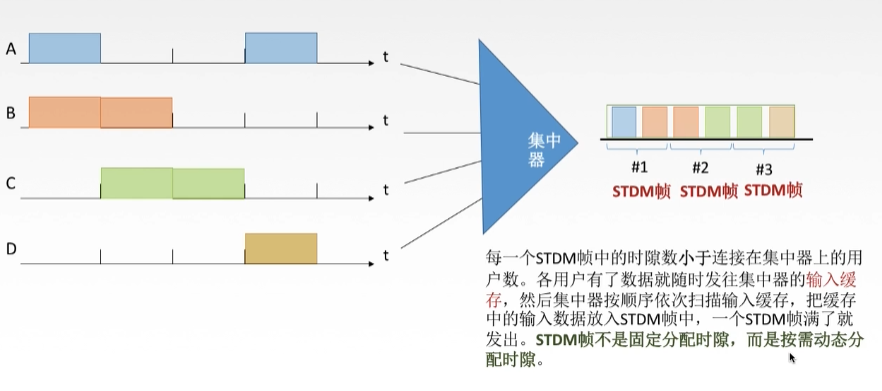 A
t
B
t
C
t
D
t
集中
器
#1
#2
#3
STDM帧
STDM帧
STDM帧
每一个STDM帧中的时隙数小于连接在集中器上的用
户数。各用户有了数据就随时发往集中器的输入缓
存，然后集中器按顺序依次扫描输入缓存，把缓存
中的输入数据放入STDM帧中，一个STDM帧满了就
发出。STDM帧不是固定分配时隙，而是按需动态分
配时隙。